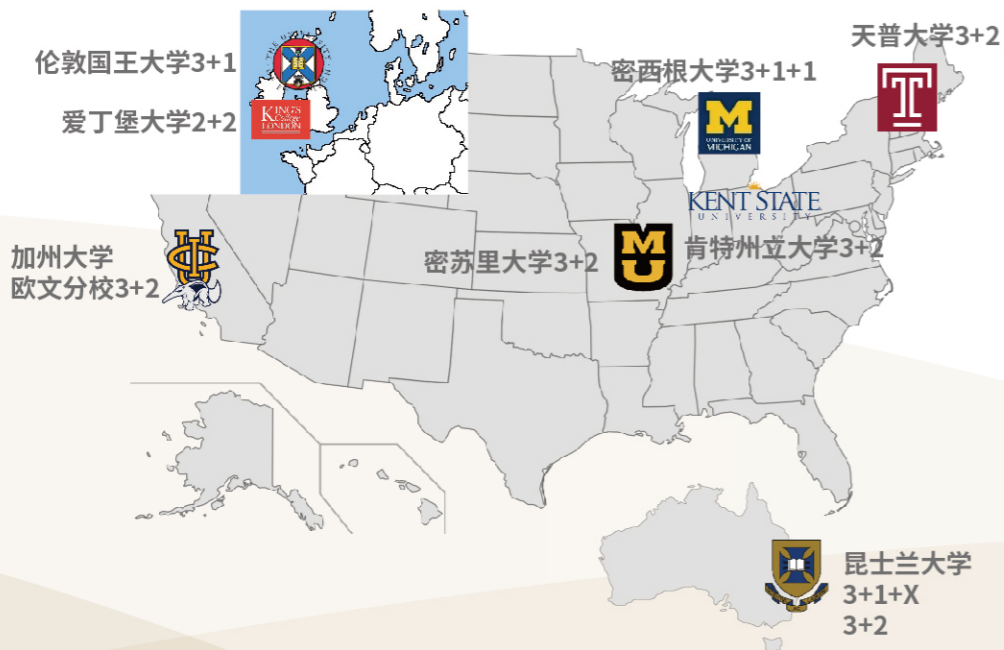 天普大学3+2
伦敦国王大学3+1
密西根大学3+1+1
爱丁堡大学2+2
KING'S
College
LONDON
M
UNIVERSITY OF
MICHIGAN
T
KENT STATE
UNIVERSITY
加州大学
欧文分校3+2
密苏里大学3+2
MU
肯特州立大学3+2
昆士兰大学
3+1+X
3+2